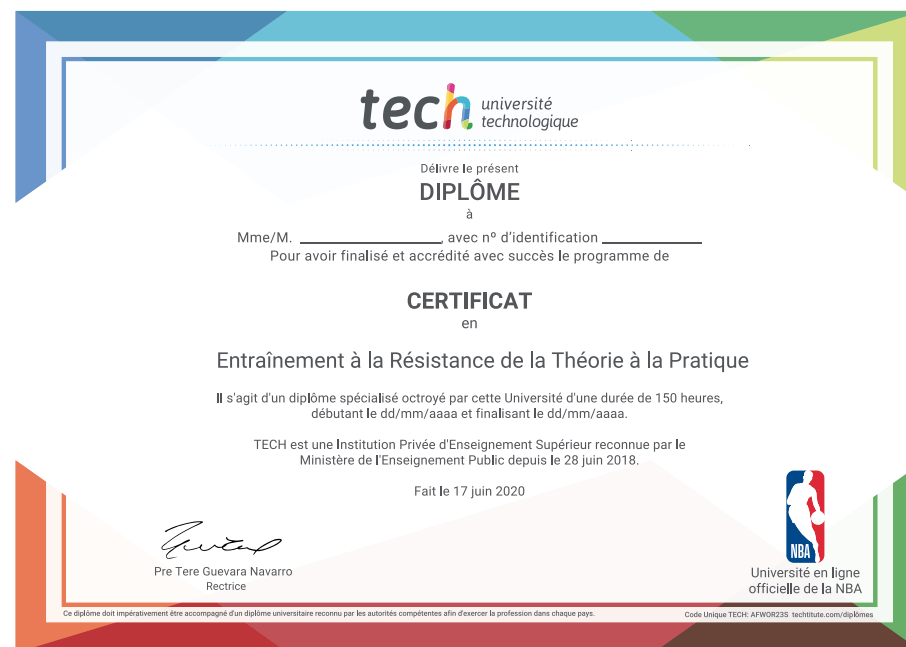 tech université
technologique
Délivre le présent
DIPLÔME
à
Mme/M. ____________________, avec nº d'identification ______________
Pour avoir finalisé et accrédité avec succès le programme de
CERTIFICAT
en
Entraînement à la Résistance de la Théorie à la Pratique
Il s'agit d'un diplôme spécialisé octroyé par cette Université d'une durée de 150 heures,
débutant le dd/mm/aaaa et finalisant le dd/mm/aaaa.
TECH est une Institution Privée d'Enseignement Supérieur reconnue par le
Ministère de l'Enseignement Public depuis le 28 juin 2018.
Fait le 17 juin 2020
Pre Tere Guevara Navarro
Rectrice
NBA
Université en ligne
officielle de la NBA
Ce diplôme doit impérativement être accompagné d'un diplôme universitaire reconnu par les autorités compétentes afin d'exercer la profession dans chaque pays.
Code Unique TECH: AFWOR23S techtitute.com/diplômes